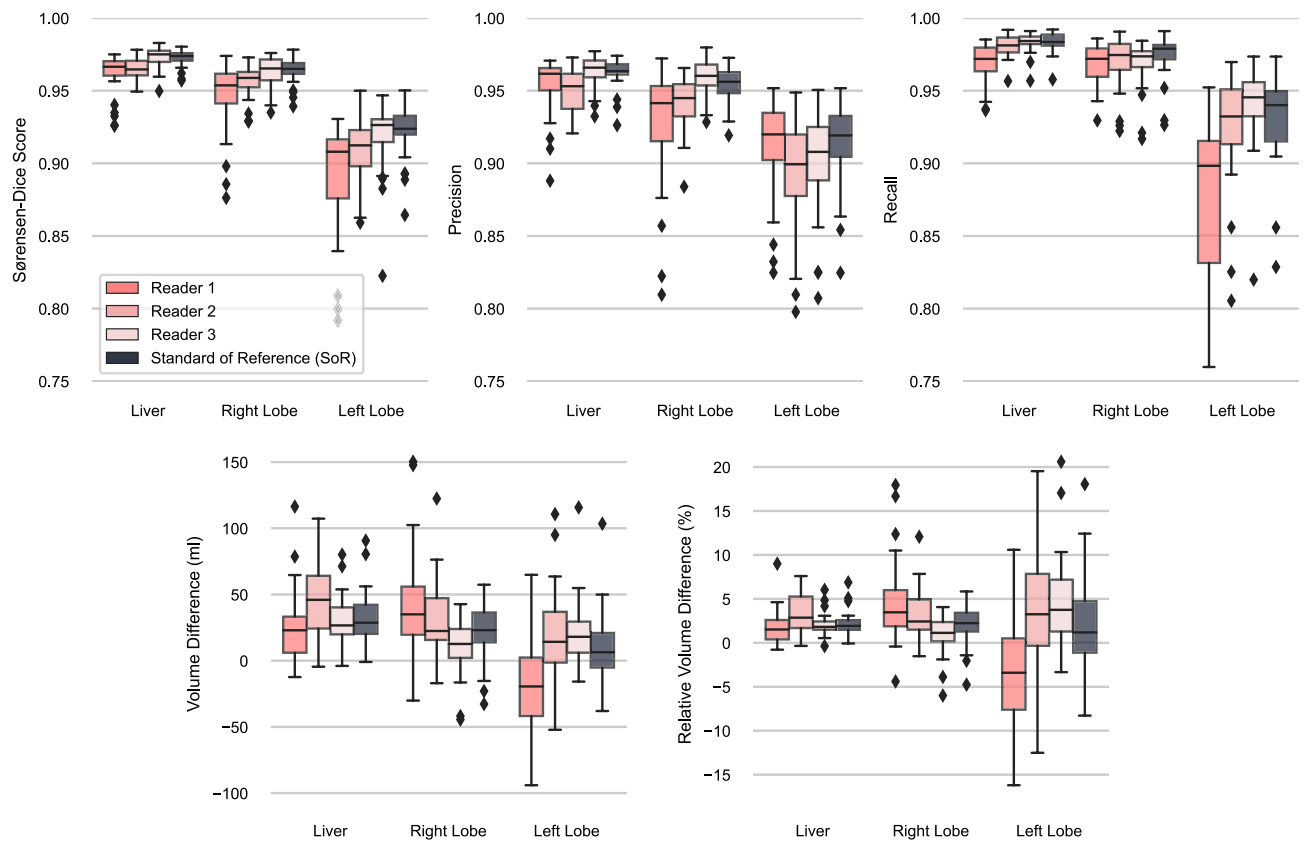 1.00
0.95
0.90
0.85
0.80
0.75
Sørensen-Dice Score
Reader 1
Reader 2
Reader 3
Standard of Reference (SoR)
Liver Right Lobe Left Lobe
1.00
0.95
0.90
0.85
0.80
0.75
Precision
Liver Right Lobe Left Lobe
1.00
0.95
0.90
0.85
0.80
0.75
Recall
Liver Right Lobe Left Lobe
150
100
50
0
−50
−100
Volume Difference (ml)
Liver Right Lobe Left Lobe
20
15
10
5
0
−5
−10
−15
Relative Volume Difference (%)
Liver Right Lobe Left Lobe